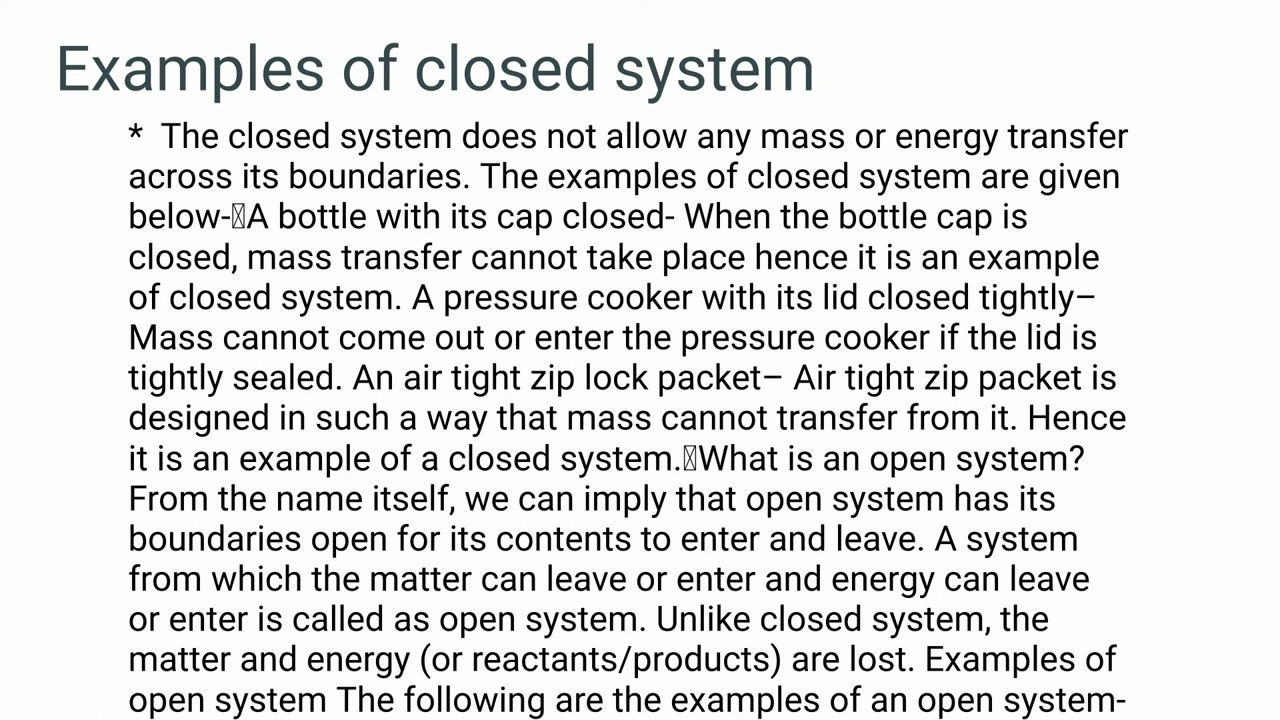 Examples of closed system
* The closed system does not allow any mass or energy transfer
across its boundaries. The examples of closed system are given
below-A bottle with its cap closed- When the bottle cap is
closed, mass transfer cannot take place hence it is an example
of closed system. A pressure cooker with its lid closed tightly–
Mass cannot come out or enter the pressure cooker if the lid is
tightly sealed. An air tight zip lock packet– Air tight zip packet is
designed in such a way that mass cannot transfer from it. Hence
it is an example of a closed system.What is an open system?
From the name itself, we can imply that open system has its
boundaries open for its contents to enter and leave. A system
from which the matter can leave or enter and energy can leave
or enter is called as open system. Unlike closed system, the
matter and energy (or reactants/products) are lost. Examples of
open system The following are the examples of an open system-